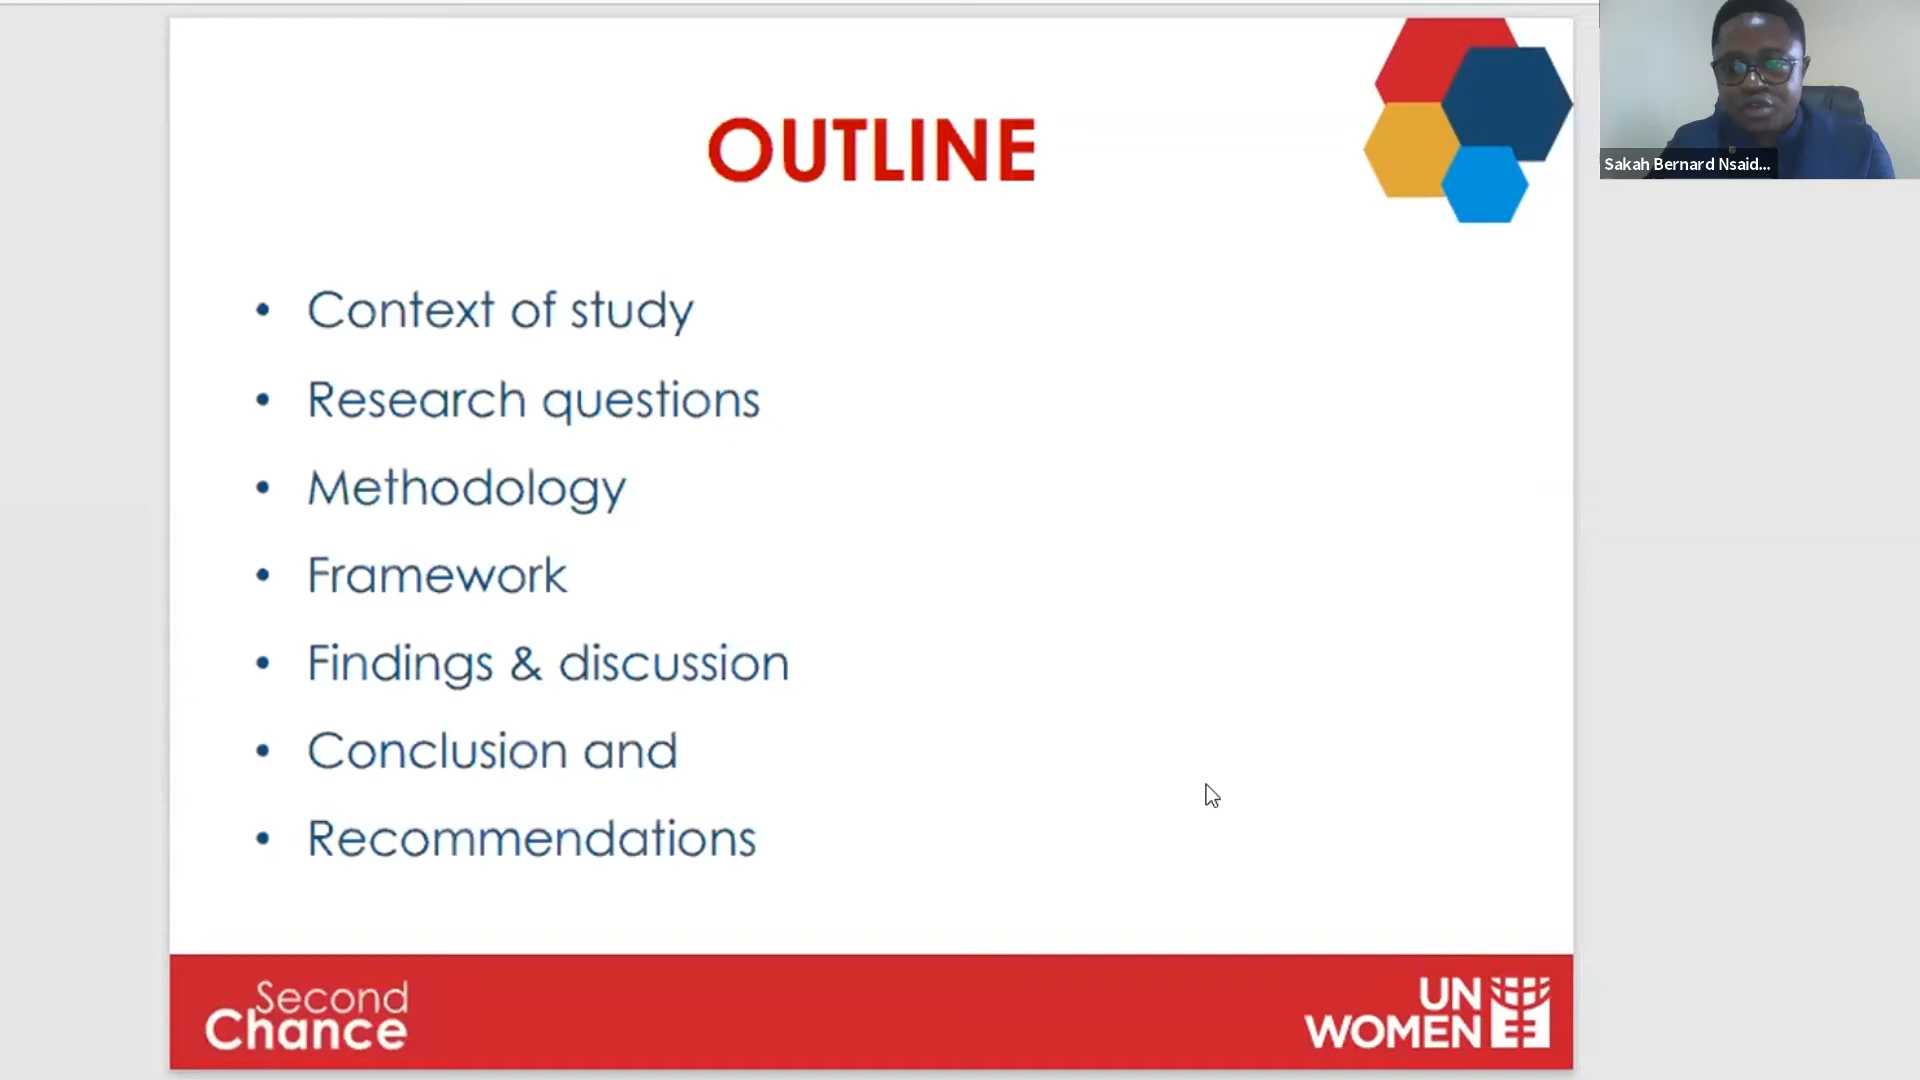 OUTLINE
Sakah Bernard Nsaid...
• Context of study
• Research questions
• Methodology
• Framework
• Findings & discussion
• Conclusion and
• Recommendations
Second
Chance
UN
WOMEN